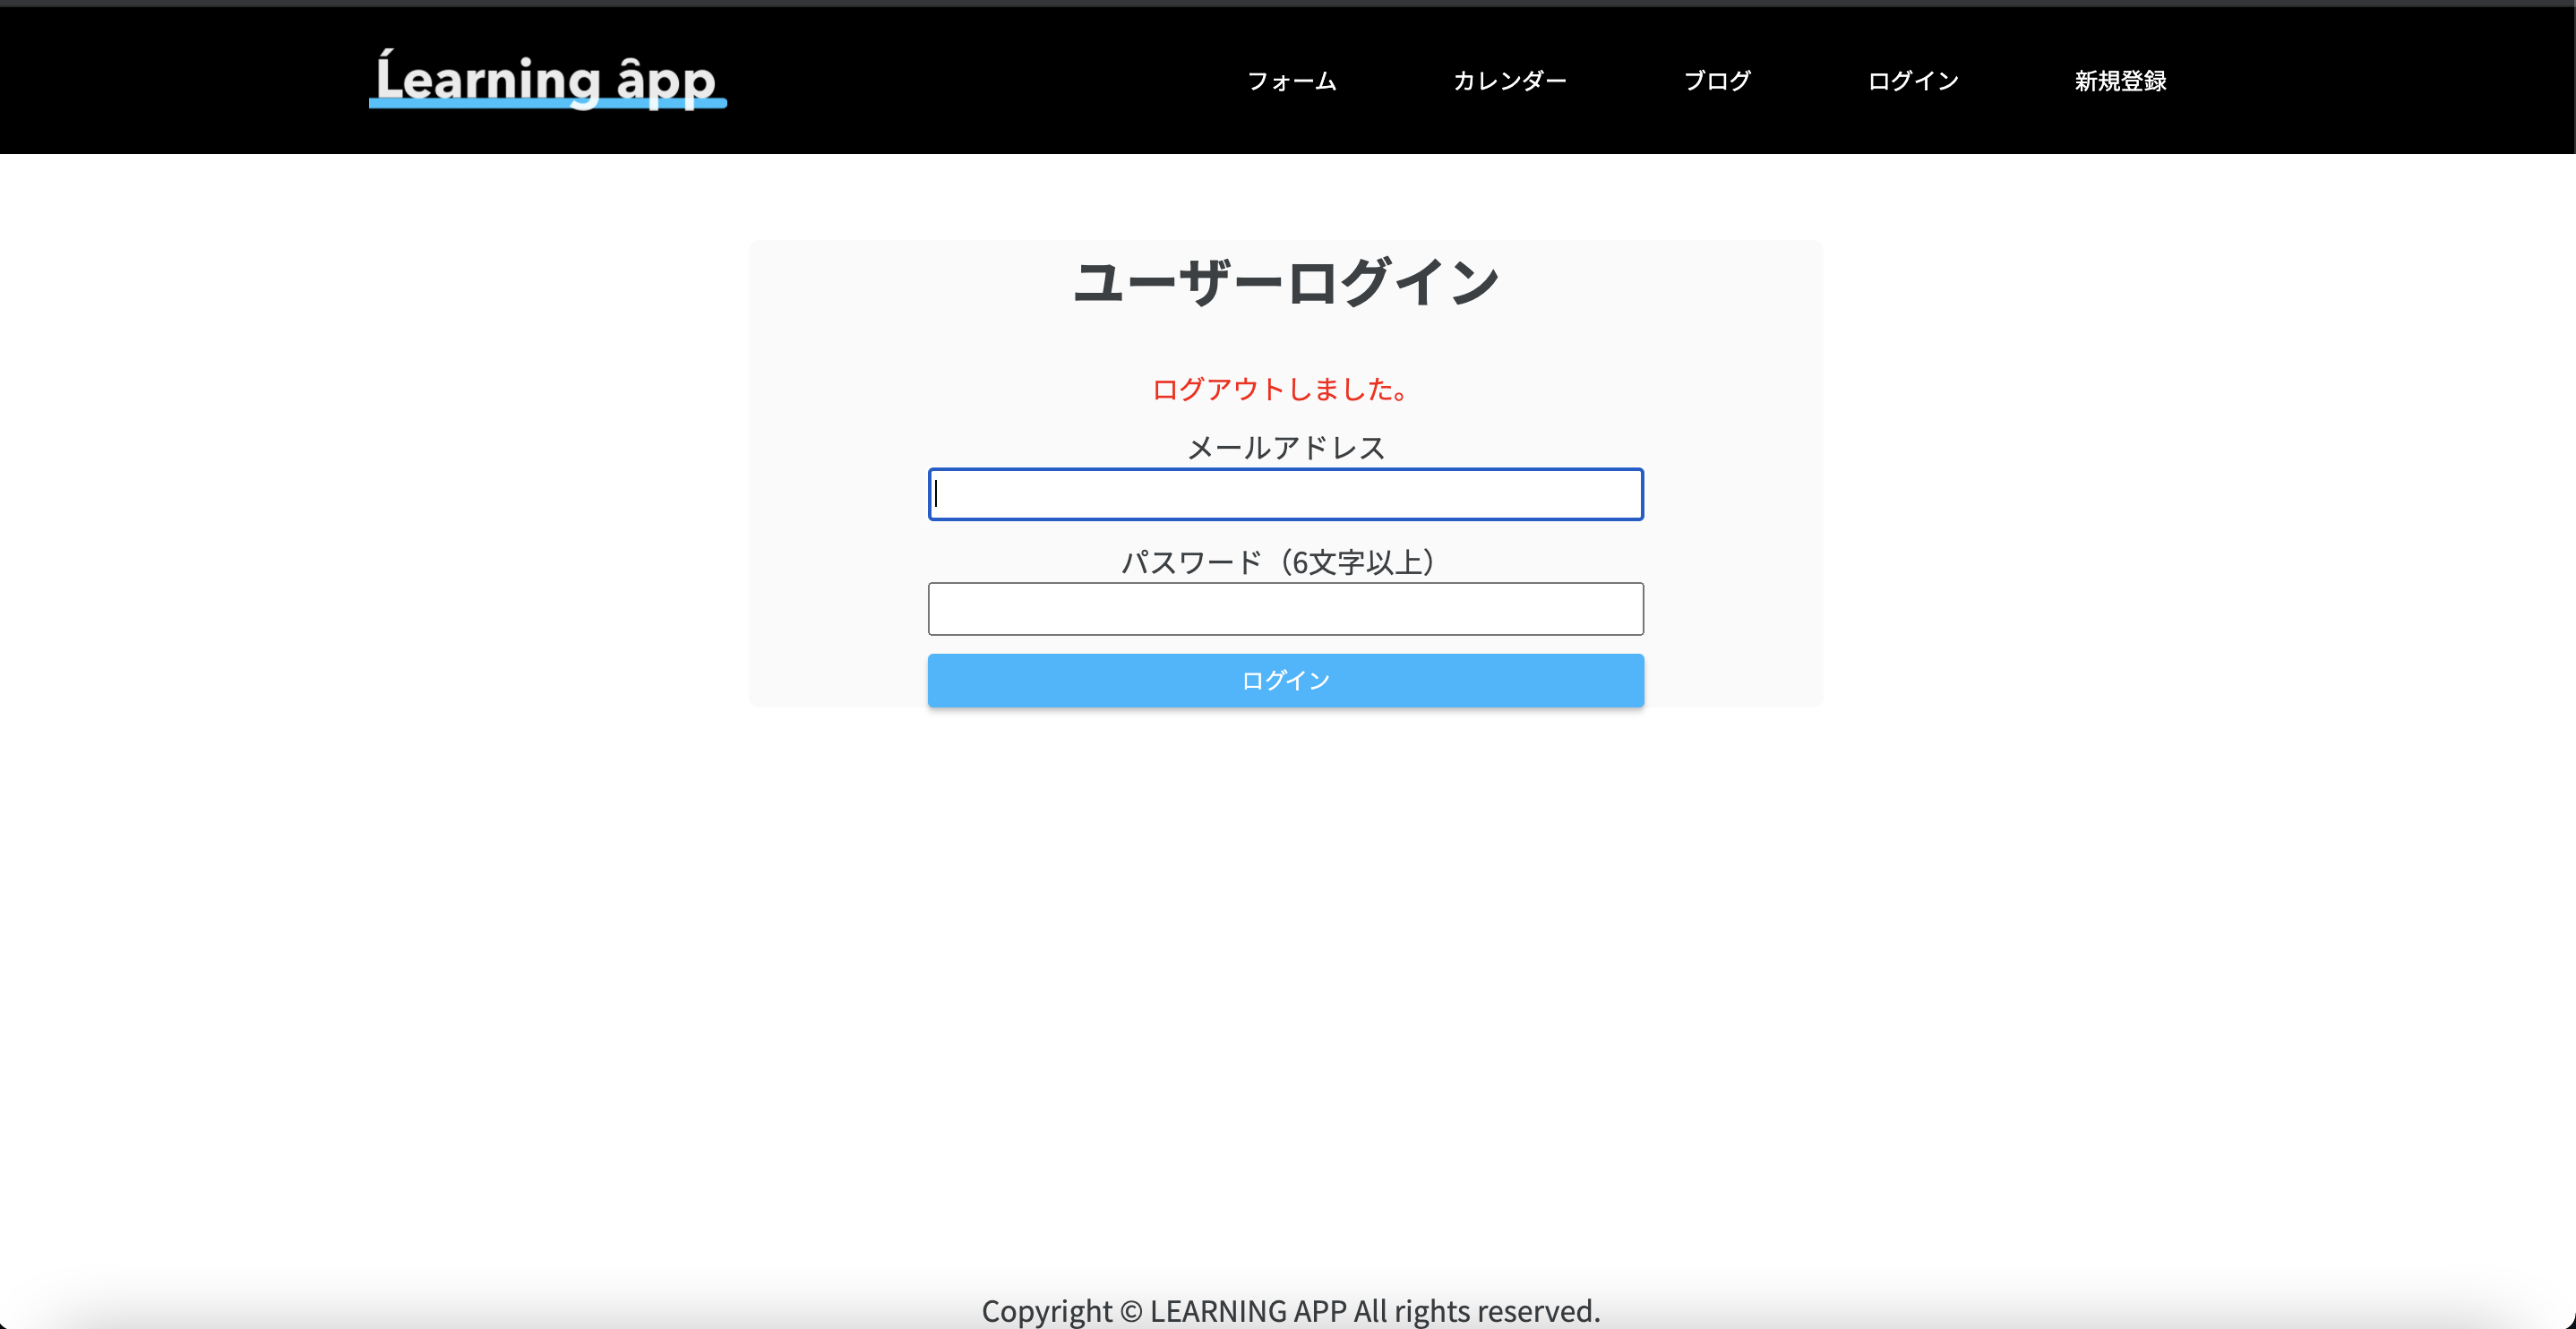 Ĺearning âpp
フォーム カレンダー ブログ ログイン 新規登録
ユーザーログイン
ログアウトしました。
メールアドレス
パスワード（6文字以上）
ログイン
Copyright © LEARNING APP All rights reserved.